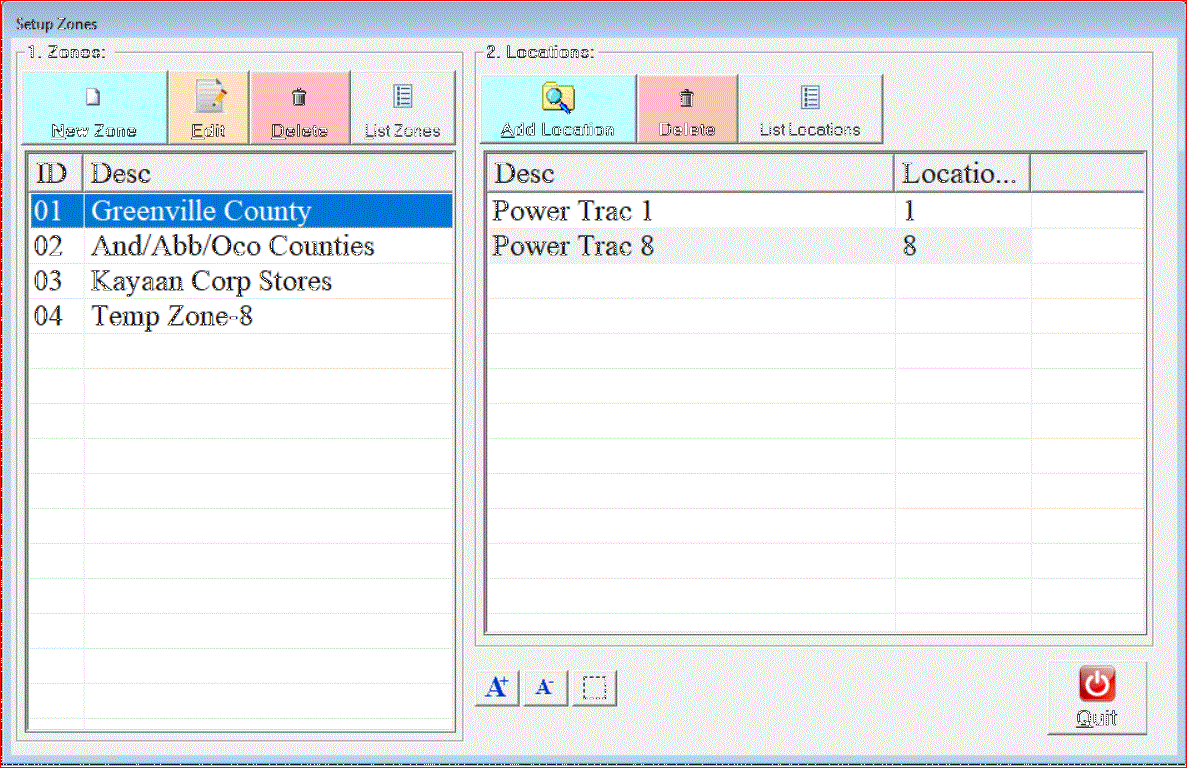 Setup Zones
1. Zones:
New Zone
Edit
Delete
List Zones
ID Desc
01 Greenville County
02 And/Abb/Oco Counties
03 Kayaan Corp Stores
04 Temp Zone-8
2. Locations:
Add Location
Delete
List Locations
Desc Locatio...
Power Trac 1 1
Power Trac 8 8
A+
A-
Quit